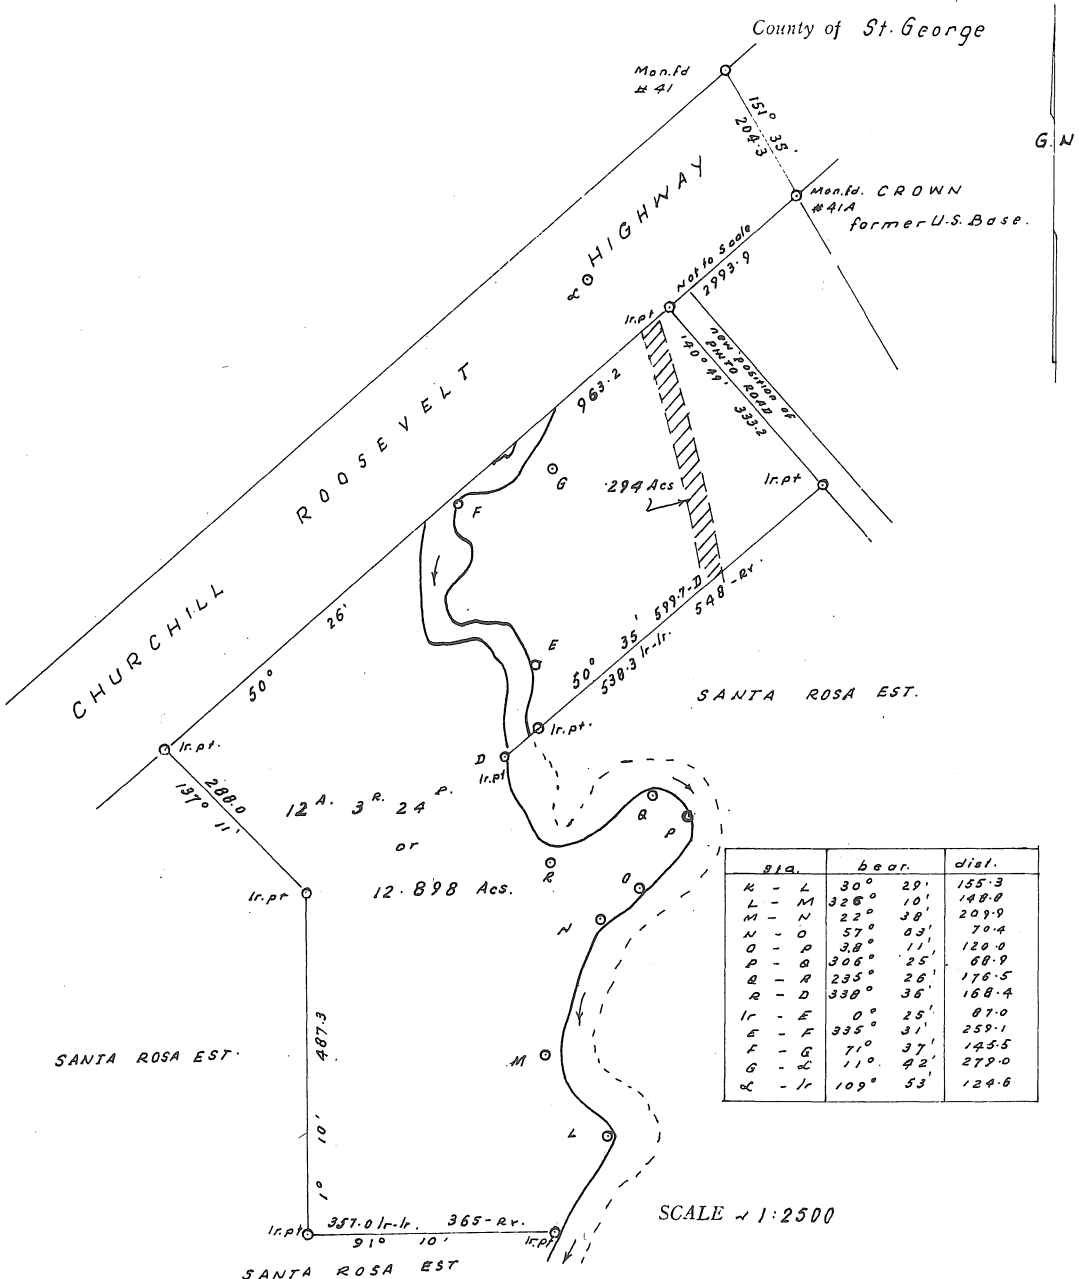 County of St. George
Mon.fd
# 41
151° 35'
204.3
G.N
Mon.fd. CROWN
#41A
former U.S. Base.
CHURCHILL ROOSEVELT HIGHWAY
Not to Scale
2993.9
Ir.pt
140° 49' 333.2
new position of
PINTO ROAD
963.2
G
.294 Acs
Ir.pt
F
50° 26'
E
50° 35' 599.7-D
538.3 Ir-Ir. 548-Rv.
SANTA ROSA EST.
Ir.pt.
Ir.pt.
D
Ir.pt
288.0
137° 11'
12A. 3R. 24P.
or
12.898 Acs.
Q
P
R
O
N
Ir.pt
sta. bear. dist.
K - L 30° 29' 155.3
L - M 326° 10' 148.8
M - N 22° 38' 209.9
N - O 57° 03' 70.4
O - P 38° 11' 120.0
P - Q 306° 25' 68.9
Q - R 235° 26' 176.5
R - D 338° 36' 168.4
Ir - E 0° 25' 87.0
E - F 335° 31' 259.1
F - G 71° 37' 145.5
G - L 11° 42' 279.0
L - Ir 109° 53' 124.6
SANTA ROSA EST.
1° 10' 487.3
M
L
SCALE 1:2500
Ir.pt 357.0 Ir-Ir. 365-Rv. Ir.pt
91° 10'
SANTA ROSA EST